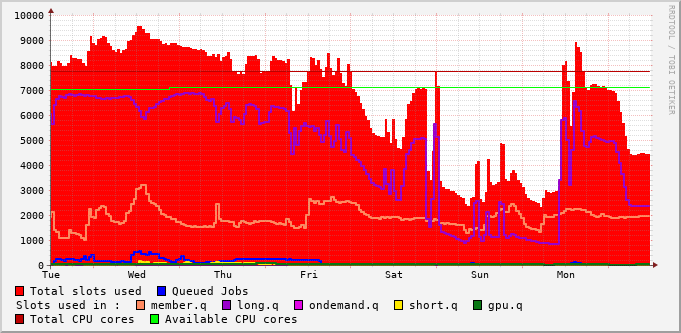 10000
9000
8000
7000
6000
5000
4000
3000
2000
1000
0
Tue Wed Thu Fri Sat Sun Mon
RRDTOOL / TOBI OETIKER
Total slots used Queued Jobs
Slots used in : member.q long.q ondemand.q short.q gpu.q
Total CPU cores Available CPU cores